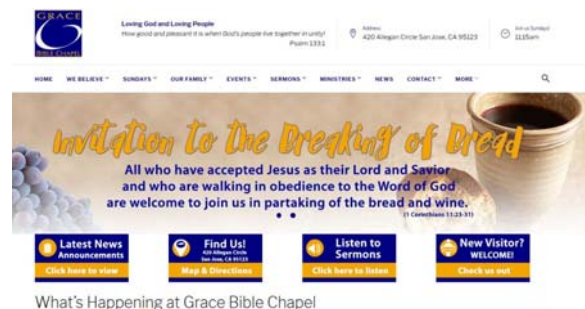 GRACE
BIBLE CHAPEL
Loving God and Loving People
How good and pleasant it is when God's people live together in unity!
Psalm 133:1
Address:
420 Allegan Circle San Jose, CA 95123
Join us Sundays!
11:15am
HOME WE BELIEVE SUNDAYS OUR FAMILY EVENTS SERMONS MINISTRIES NEWS CONTACT MORE
Invitation to the Breaking of Bread
All who have accepted Jesus as their Lord and Savior
and who are walking in obedience to the Word of God
are welcome to join us in partaking of the bread and wine.
(1 Corinthians 11:23-31)
Latest News
Announcements
Click here to view
Find Us!
420 Allegan Circle
San Jose, CA 95123
Map & Directions
Listen to
Sermons
Click here to listen
New Visitor?
WELCOME!
Check us out
What's Happening at Grace Bible Chapel